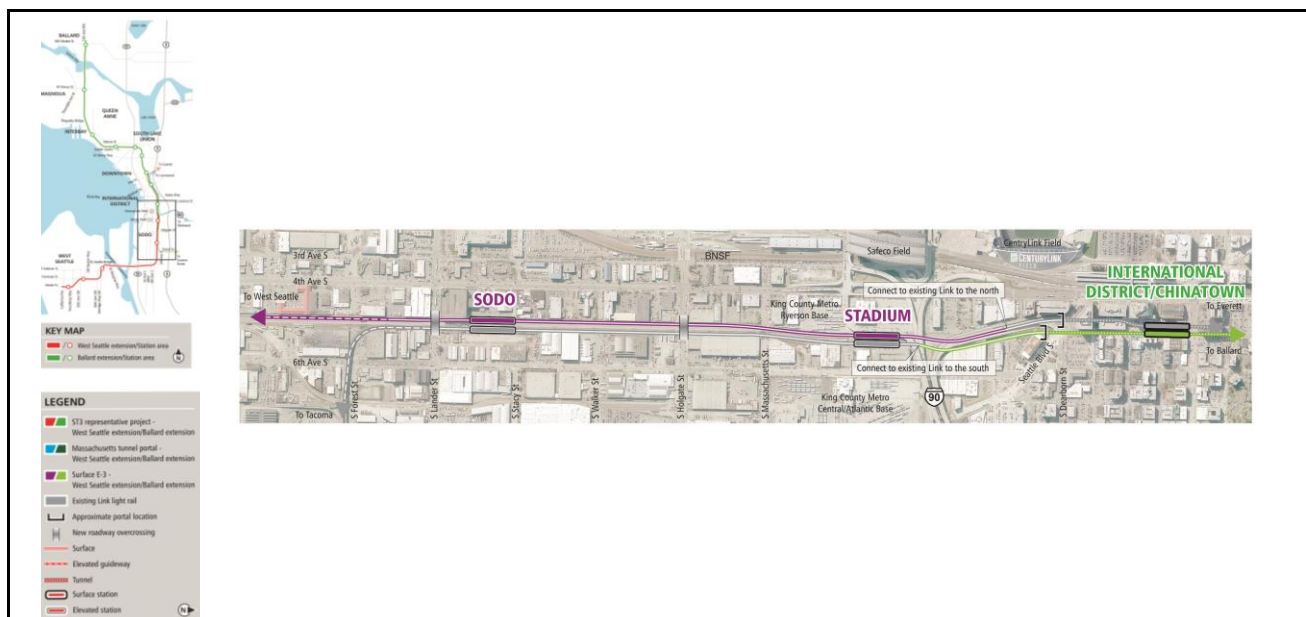 BALLARD
MAGNOLIA
QUEEN
ANNE
INTERBAY
SOUTH LAKE
UNION
DOWNTOWN
INTERNATIONAL
DISTRICT
SODO
WEST
SEATTLE
KEY MAP
West Seattle extension/Station area
Ballard extension/Station area
N
LEGEND
ST3 representative project -
West Seattle extension/Ballard extension
Massachusetts tunnel portal -
West Seattle extension/Ballard extension
Surface E-3 -
West Seattle extension/Ballard extension
Existing Link light rail
Approximate portal location
New roadway overcrossing
Surface
Elevated guideway
Tunnel
Surface station
Elevated station
N
3rd Ave S
4th Ave S
To West Seattle
SODO
6th Ave S
To Tacoma
S Forest St
S Lander St
S Stacy St
S Walker St
S Holgate St
S Massachusetts St
BNSF
Safeco Field
CentryLink Field
CENTURYLINK
FIELD
Connect to existing Link to the north
King County Metro
Ryerson Base
STADIUM
Connect to existing Link to the south
King County Metro
Central/Atlantic Base
90
Seattle Blvd S
S Dearborn St
INTERNATIONAL
DISTRICT/CHINATOWN
To Everett
To Ballard